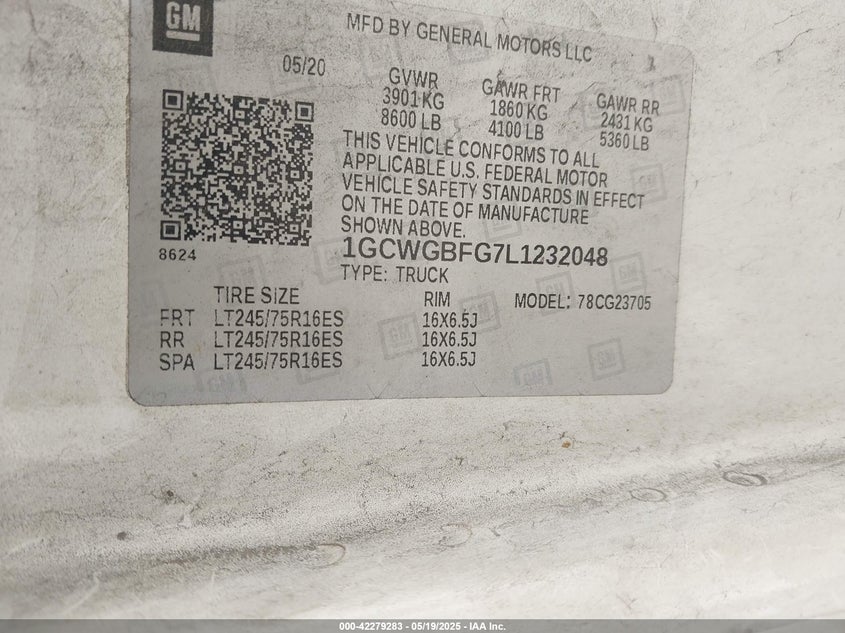 GM
MFD BY GENERAL MOTORS LLC
05/20
GVWR GAWR FRT GAWR RR
3901 KG 1860 KG 2431 KG
8600 LB 4100 LB 5360 LB
THIS VEHICLE CONFORMS TO ALL
APPLICABLE U.S. FEDERAL MOTOR
VEHICLE SAFETY STANDARDS IN EFFECT
ON THE DATE OF MANUFACTURE
SHOWN ABOVE.
8624
1GCWGBFG7L1232048
TYPE: TRUCK
TIRE SIZE RIM MODEL: 78CG23705
FRT LT245/75R16ES 16X6.5J
RR LT245/75R16ES 16X6.5J
SPA LT245/75R16ES 16X6.5J
000-42279283 - 05/19/2025 - IAA Inc.